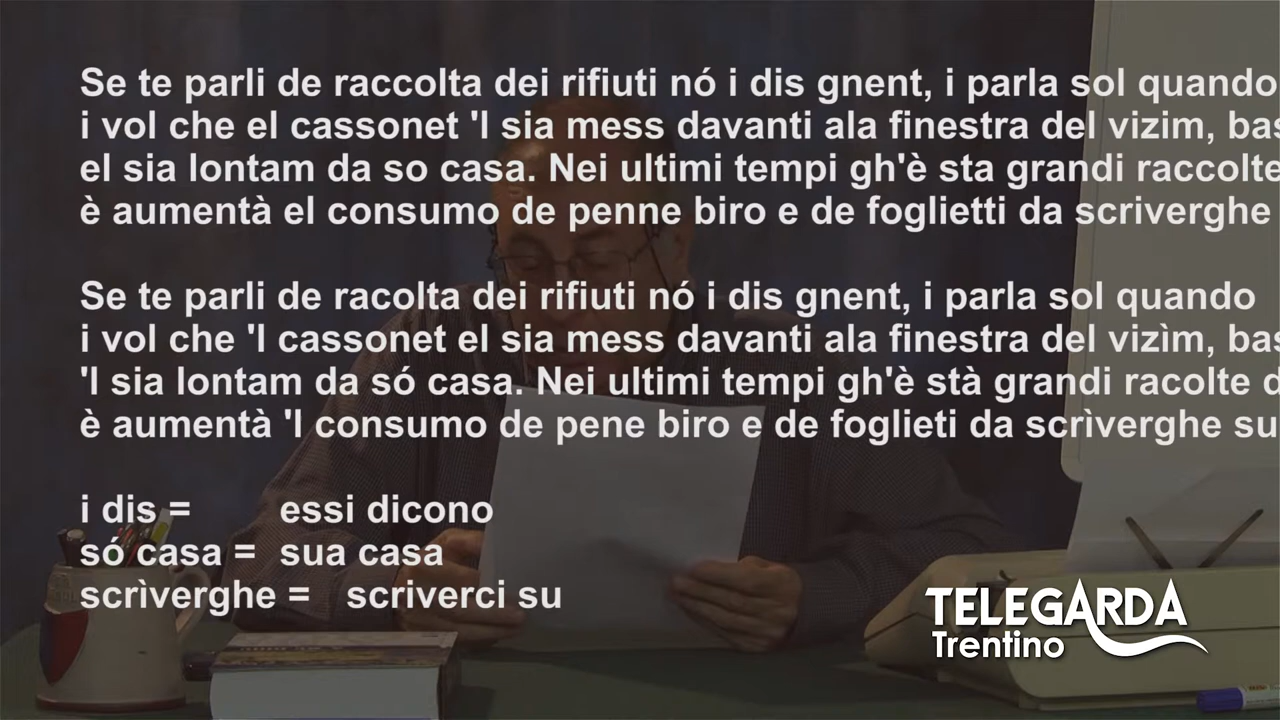 Se te parli de raccolta dei rifiuti nó i dis gnent, i parla sol quando
i vol che el cassonet 'l sia mess davanti ala finestra del vizim,
el sia lontam da so casa. Nei ultimi tempi gh'è sta grandi raccolte
è aumentà el consumo de penne biro e de foglietti da scriverghe
Se te parli de racolta dei rifiuti nó i dis gnent, i parla sol quando
i vol che 'l cassonet el sia mess davanti ala finestra del vizìm,
'l sia lontam da só casa. Nei ultimi tempi gh'è stà grandi racolte
è aumentà 'l consumo de pene biro e de foglieti da scrìverghe su
i dis = essi dicono
só casa = sua casa
scrìverghe = scriverci su
TELEGARDA
Trentino